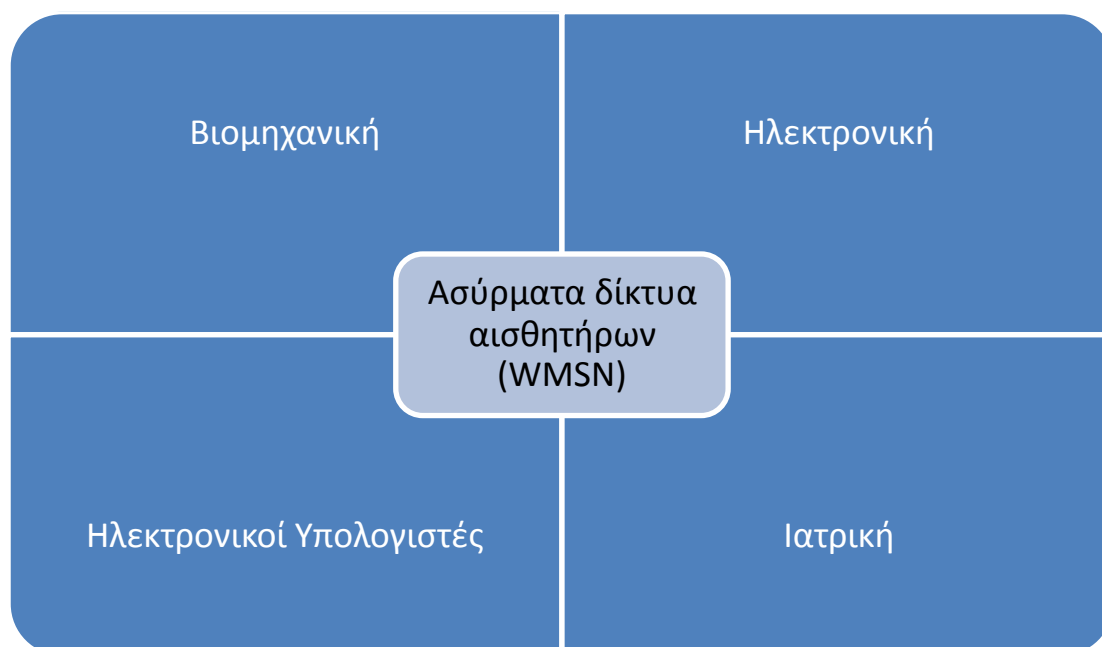 Βιομηχανική
Ηλεκτρονική
Ασύρματα δίκτυα
αισθητήρων
(WMSN)
Ηλεκτρονικοί Υπολογιστές
Ιατρική